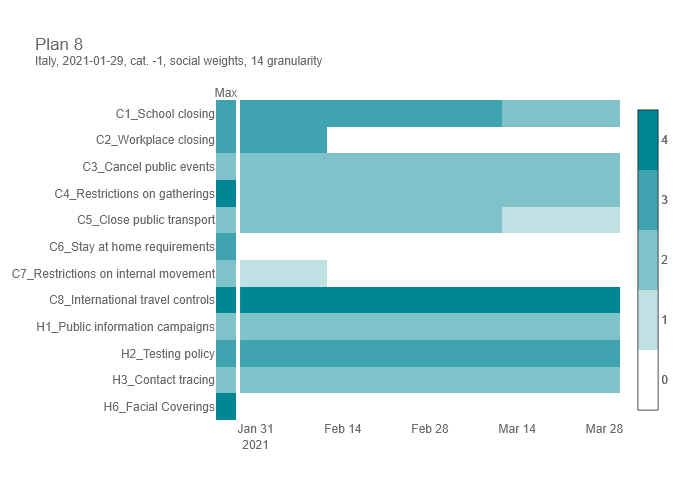 Plan 8
Italy, 2021-01-29, cat. -1, social weights, 14 granularity
Max
C1_School closing
C2_Workplace closing
C3_Cancel public events
C4_Restrictions on gatherings
C5_Close public transport
C6_Stay at home requirements
C7_Restrictions on internal movement
C8_International travel controls
H1_Public information campaigns
H2_Testing policy
H3_Contact tracing
H6_Facial Coverings
Jan 31 Feb 14 Feb 28 Mar 14 Mar 28
2021
4
3
2
1
0